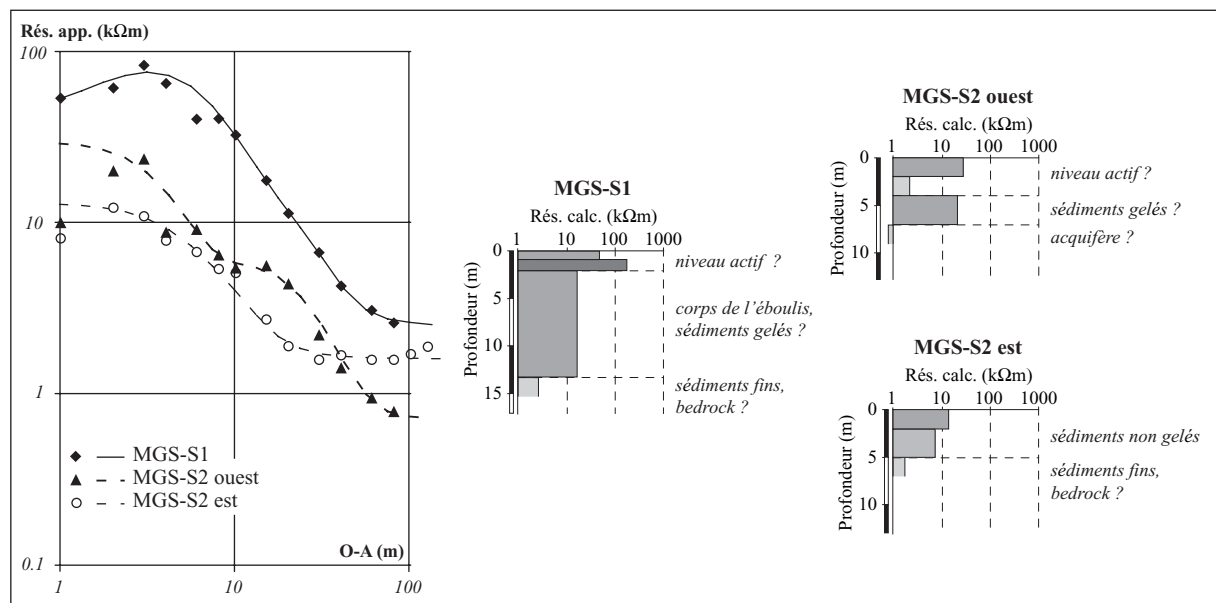 Rés. app. (kΩm)
100
10
1
0.1
1
10
100
O-A (m)
MGS-S1
MGS-S2 ouest
MGS-S2 est
MGS-S1
Rés. calc. (kΩm)
1 10 100 1000
Profondeur (m)
0
5
10
15
niveau actif ?
corps de l'éboulis,
sédiments gelés ?
sédiments fins,
bedrock ?
MGS-S2 ouest
Rés. calc. (kΩm)
1 10 100 1000
Profondeur (m)
0
5
10
niveau actif ?
sédiments gelés ?
acquifère ?
MGS-S2 est
Rés. calc. (kΩm)
1 10 100 1000
Profondeur (m)
0
5
10
sédiments non gelés
sédiments fins,
bedrock ?